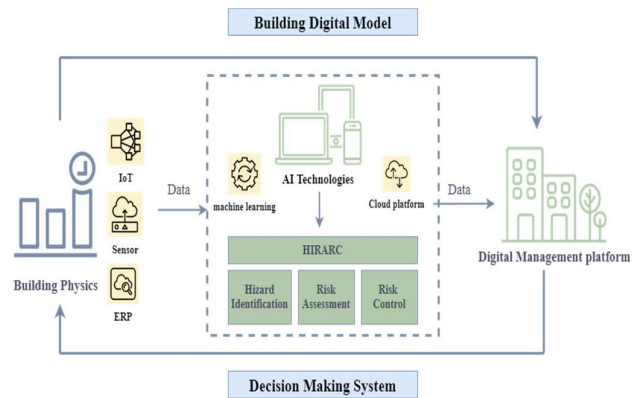 Building Digital Model
IoT
Sensor
ERP
Building Physics
Data
machine learning
AI Technologies
Cloud platform
HIRARC
Hizard
Identification
Risk
Assessment
Risk
Control
Data
Digital Management platform
Decision Making System